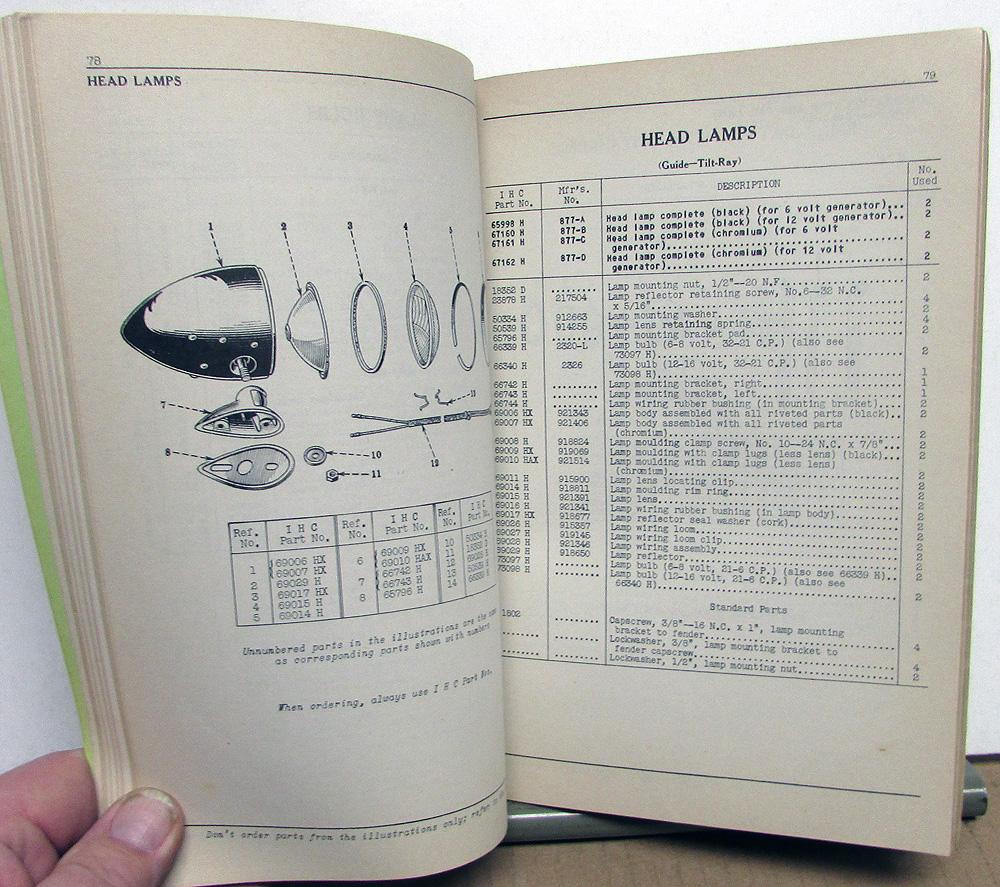 78
HEAD LAMPS
1 2 3 4 5
7
13
8
10
12
11
Ref. No. I H C Part No. Ref. No. I H C Part No. Ref. No. I H C Part No.
1 69006 HX 69007 HX
2 69029 H
3 69017 HX
4 69015 H
5 69014 H
6 69009 HX 69010 HAX
7 66742 H 66743 H
8 65796 H
10 50334 H
11 18352 D
12 69028 H
13
14
Unnumbered parts in the illustrations are the same
as corresponding parts shown with numbers
When ordering, always use I H C Part No.
Don't order parts from the illustrations only; refer to
79
HEAD LAMPS
(Guide—Tilt-Ray)
I H C Part No. Mfr's. No. DESCRIPTION No. Used
65998 H 877-A Head lamp complete (black) (for 6 volt generator)... 2
67160 H 877-B Head lamp complete (black) (for 12 volt generator).. 2
67161 H 877-C Head lamp complete (chromium) (for 6 volt
generator)........ 2
67162 H 877-D Head lamp complete (chromium) (for 12 volt
generator)........ 2
18352 D ........ Lamp mounting nut, 1/2"—20 N.F........ 2
23878 H 217504 Lamp reflector retaining screw, No.6—32 N.C.
x 5/16"........ 4
50334 H 912663 Lamp mounting washer........ 2
50539 H 914255 Lamp lens retaining spring........ 4
65796 H ........ Lamp mounting bracket pad........ 2
66339 H 2320-L Lamp bulb (6-8 volt, 32-21 C.P.) (also see
73097 H)........ 2
66340 H 2326 Lamp bulb (12-16 volt, 32-21 C.P.) (also see
73098 H)........ 1
66742 H ........ Lamp mounting bracket, right........ 1
66743 H ........ Lamp mounting bracket, left........ 1
66744 H ........ Lamp wiring rubber bushing (in mounting bracket).. 2
69006 HX 921343 Lamp body assembled with all riveted parts (black). 2
69007 HX 921406 Lamp body assembled with all riveted parts
(chromium)........ 2
69008 H 918824 Lamp moulding clamp screw, No. 10—24 N.C. x 7/8".. 2
69009 HX 919069 Lamp moulding with clamp lugs (less lens) (black).. 2
69010 HAX 921514 Lamp moulding with clamp lugs (less lens)
(chromium)........ 2
69011 H 915900 Lamp lens locating clip........ 2
69014 H 918811 Lamp moulding rim ring........ 2
69015 H 921391 Lamp lens........ 2
69016 H 921341 Lamp wiring rubber bushing (in lamp body)........ 2
69017 HX 918677 Lamp reflector seal washer (cork)........ 2
69026 H 915357 Lamp wiring loom........ 2
69027 H 919145 Lamp wiring loom clip........ 2
69028 H 921346 Lamp wiring assembly........ 2
69029 H 918650 Lamp reflector........ 2
73097 H ........ Lamp bulb (6-8 volt, 21-6 C.P.) (also see 66339 H).. 2
73098 H ........ Lamp bulb (12-16 volt, 21-6 C.P.) (also see
66340 H)........ 2
Standard Parts
1802 ........ Capscrew, 3/8"—16 N.C. x 1", lamp mounting
bracket to fender........ 4
........ ........ Lockwasher, 3/8", lamp mounting bracket to
fender capscrew........ 4
........ ........ Lockwasher, 1/2", lamp mounting nut........ 2